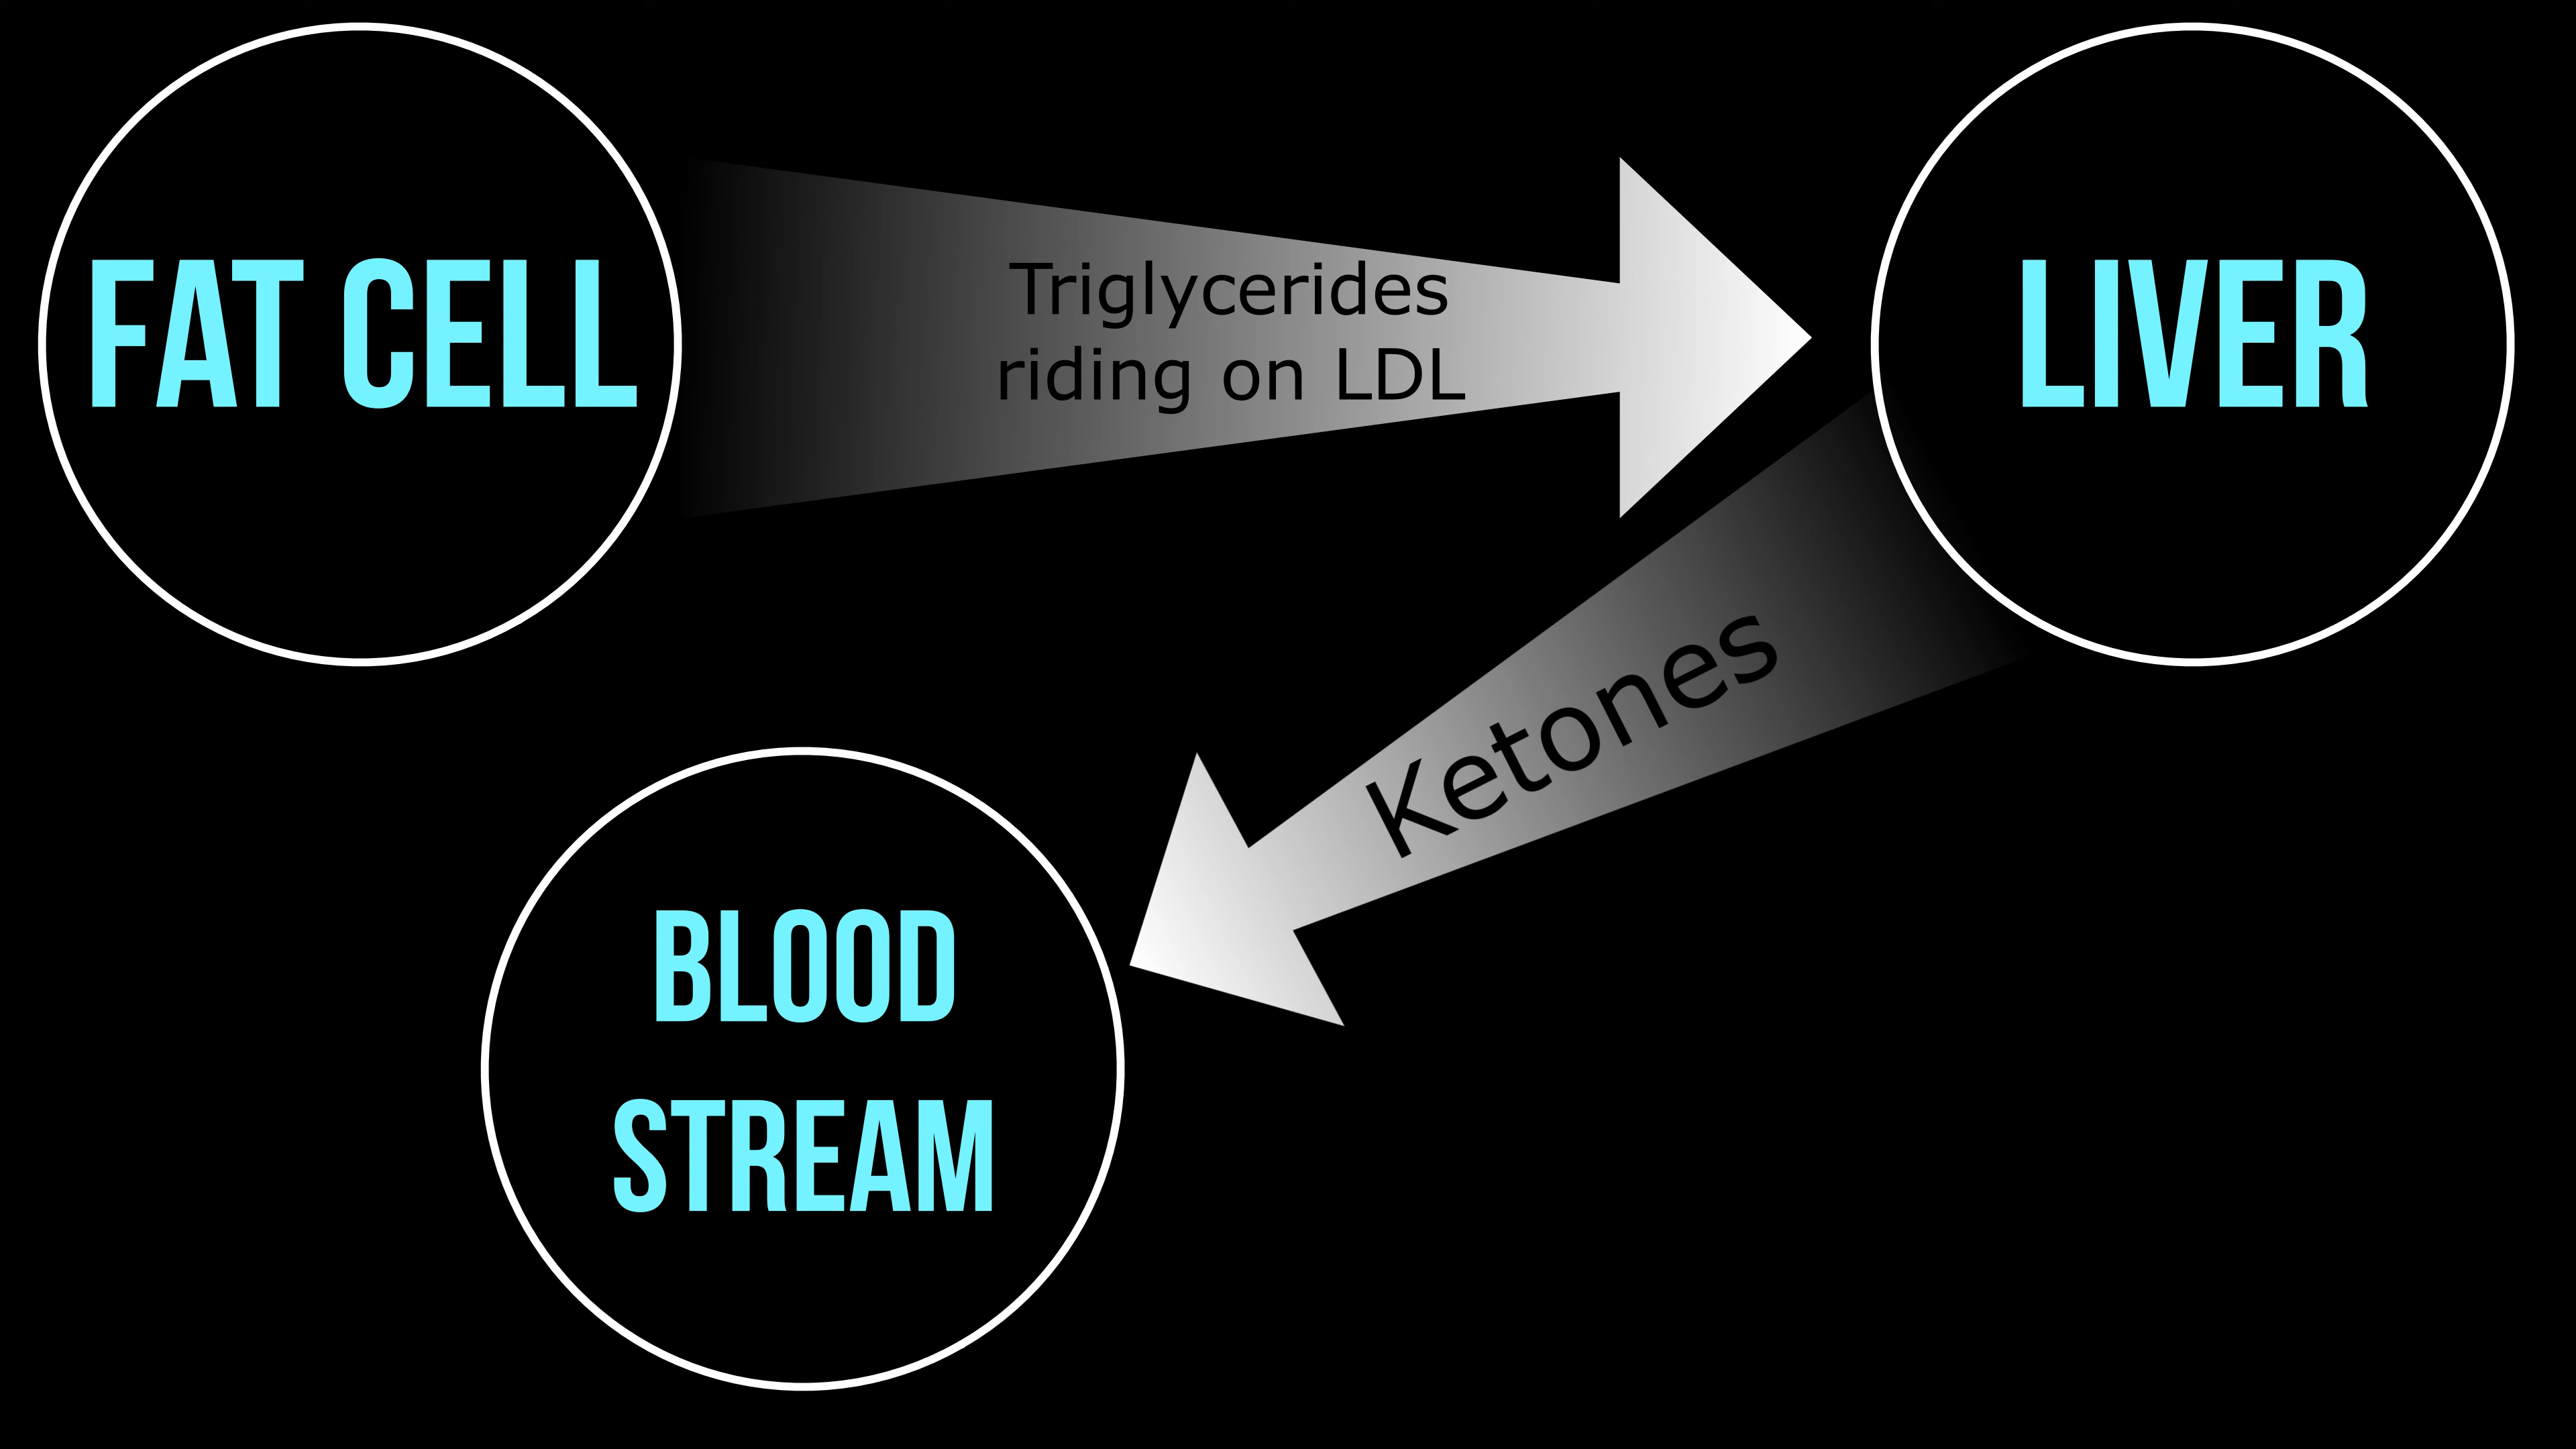 FAT CELL
Triglycerides
riding on LDL
LIVER
Ketones
BLOOD
STREAM